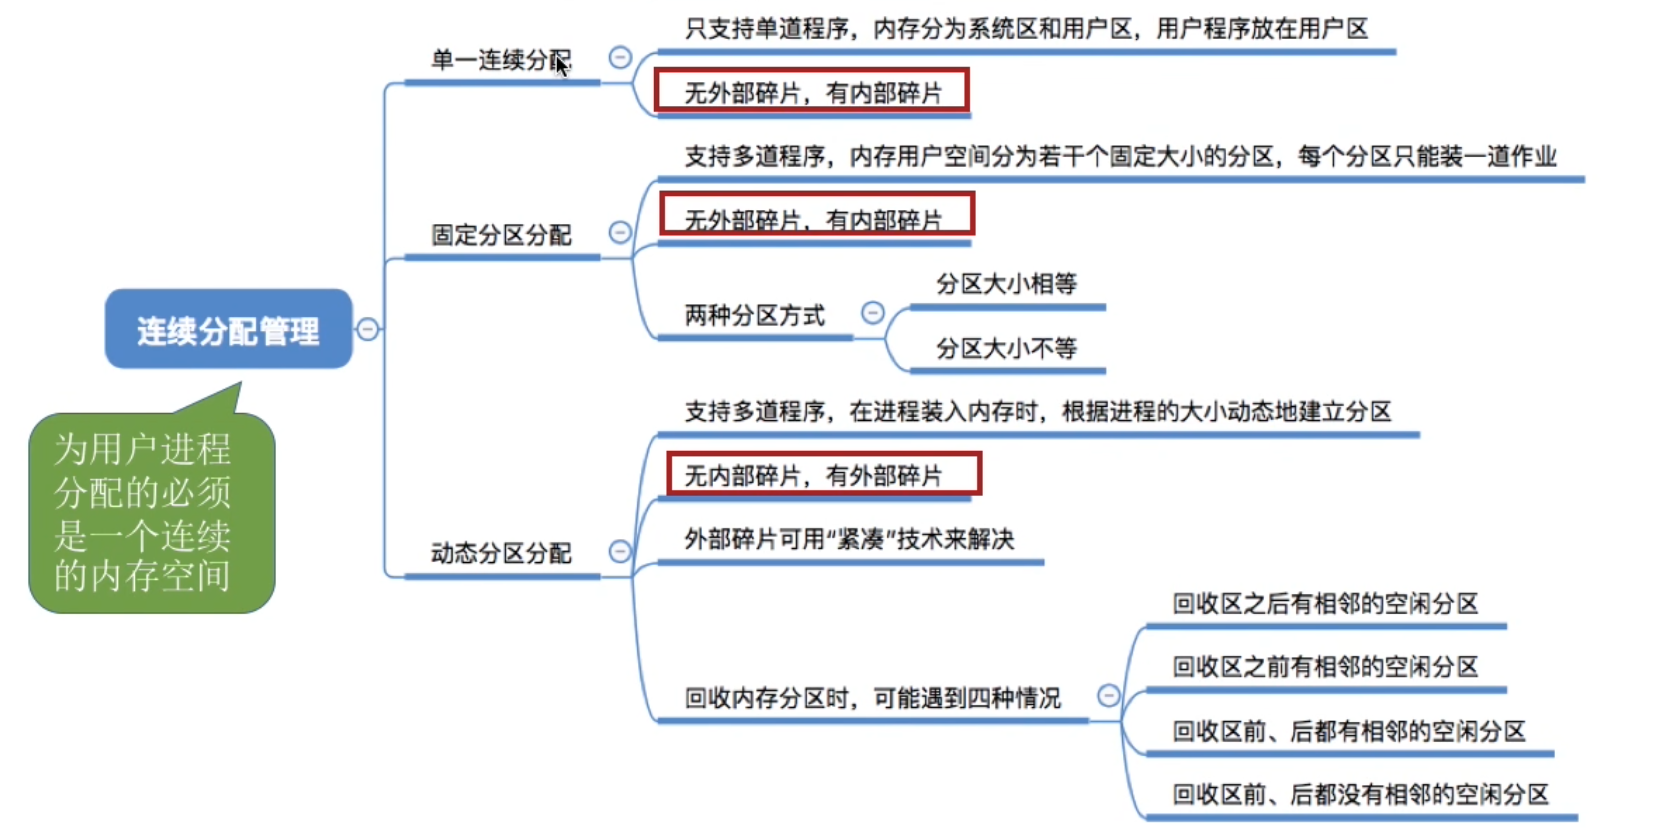 连续分配管理
为用户进程
分配的必须
是一个连续
的内存空间
单一连续分配
只支持单道程序，内存分为系统区和用户区，用户程序放在用户区
无外部碎片，有内部碎片
固定分区分配
支持多道程序，内存用户空间分为若干个固定大小的分区，每个分区只能装一道作业
无外部碎片，有内部碎片
两种分区方式
分区大小相等
分区大小不等
动态分区分配
支持多道程序，在进程装入内存时，根据进程的大小动态地建立分区
无内部碎片，有外部碎片
外部碎片可用“紧凑”技术来解决
回收内存分区时，可能遇到四种情况
回收区之后有相邻的空闲分区
回收区之前有相邻的空闲分区
回收区前、后都有相邻的空闲分区
回收区前、后都没有相邻的空闲分区